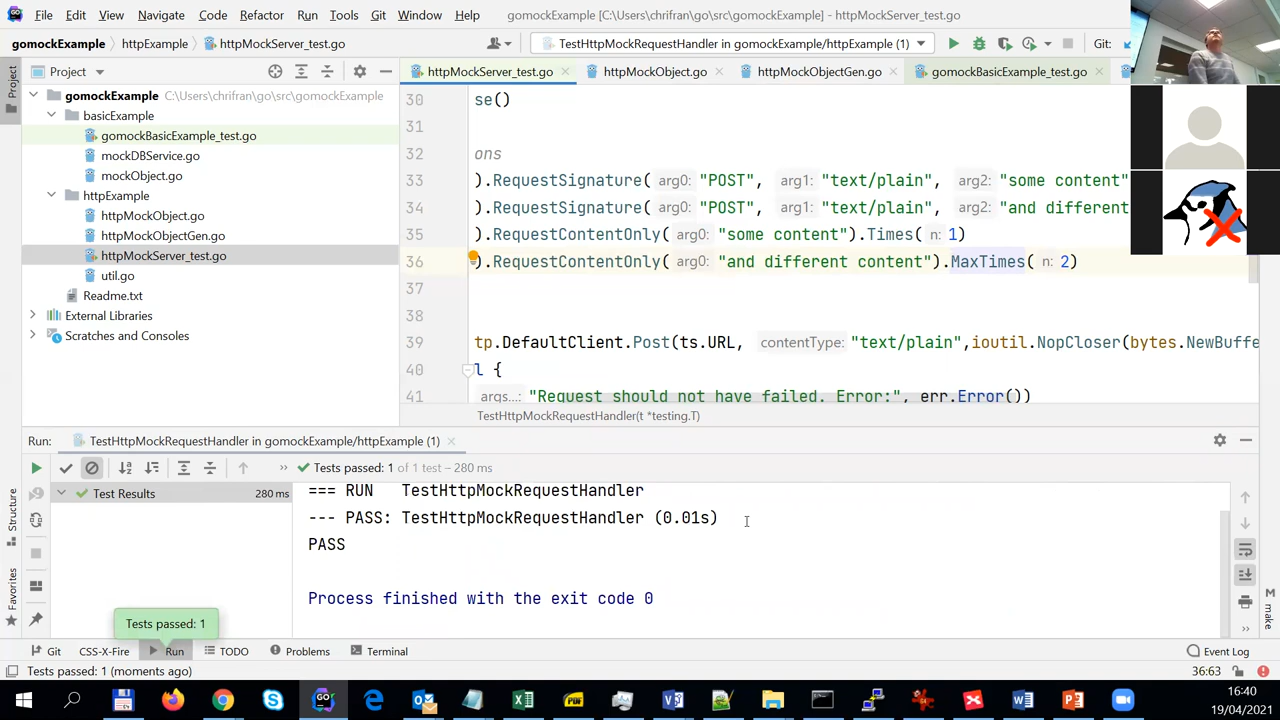 File Edit View Navigate Code Refactor Run Tools Git Window Help gomockExample [C:\Users\chrifran\go\src\gomockExample] - httpMockServer_test.go
gomockExample httpExample httpMockServer_test.go TestHttpMockRequestHandler in gomockExample/httpExample (1) Git:
Project
Project
httpMockServer_test.go httpMockObject.go httpMockObjectGen.go gomockBasicExample_test.go
gomockExample C:\Users\chrifran\go\src\gomockExample
basicExample
gomockBasicExample_test.go
mockDBService.go
mockObject.go
httpExample
httpMockObject.go
httpMockObjectGen.go
httpMockServer_test.go
util.go
Readme.txt
External Libraries
Scratches and Consoles
30 se()
31
32 ons
33 ).RequestSignature( arg0: "POST", arg1: "text/plain", arg2: "some content"
34 ).RequestSignature( arg0: "POST", arg1: "text/plain", arg2: "and different
35 ).RequestContentOnly( arg0: "some content").Times( n: 1)
36 ).RequestContentOnly( arg0: "and different content").MaxTimes( n: 2)
37
38
39 tp.DefaultClient.Post(ts.URL, contentType: "text/plain",ioutil.NopCloser(bytes.NewBuffe
40 l {
41 args...: "Request should not have failed. Error:", err.Error())
TestHttpMockRequestHandler(t *testing.T)
Run: TestHttpMockRequestHandler in gomockExample/httpExample (1)
Tests passed: 1 of 1 test – 280 ms
Test Results 280 ms
=== RUN   TestHttpMockRequestHandler
--- PASS: TestHttpMockRequestHandler (0.01s)
PASS
Process finished with the exit code 0
Structure
Favorites
make
Tests passed: 1
Git CSS-X-Fire Run TODO Problems Terminal Event Log
Tests passed: 1 (moments ago) 36:63
PDF
16:40
19/04/2021